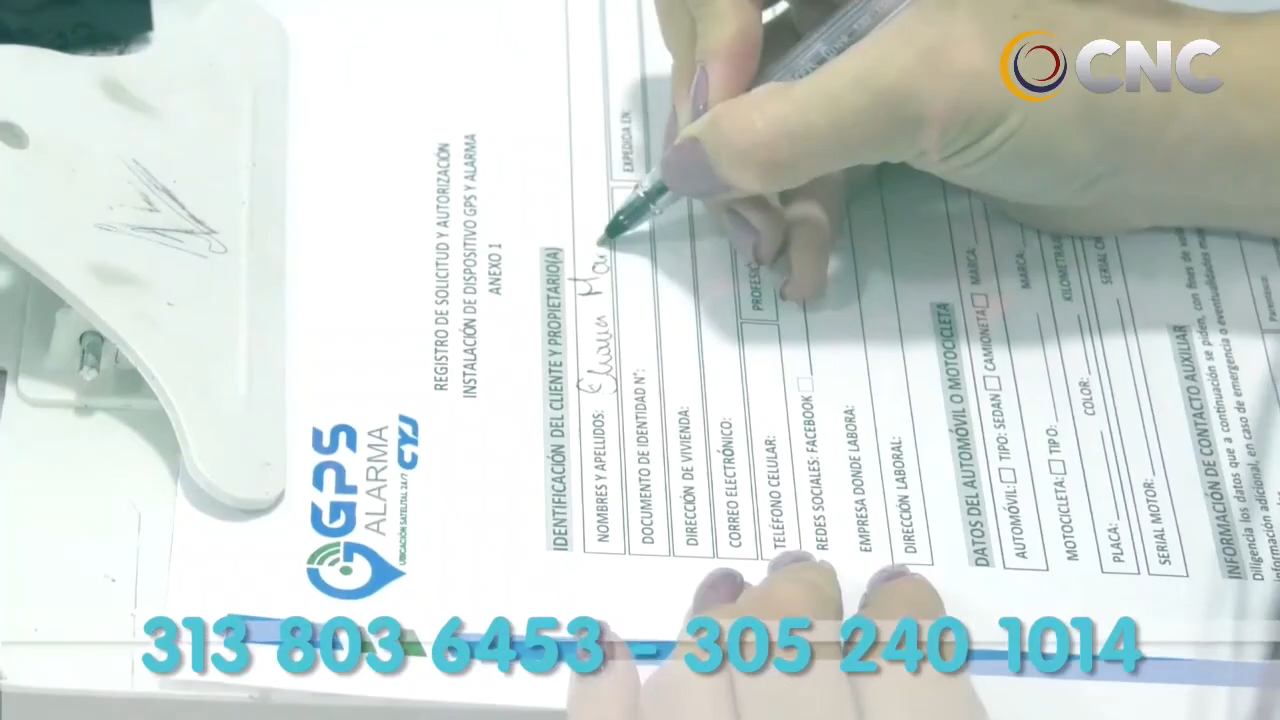 CNC
GPS
ALARMA
CYJ
UBICACIÓN SATELITAL 24/7
REGISTRO DE SOLICITUD Y AUTORIZACIÓN
INSTALACIÓN DE DISPOSITIVO GPS Y ALARMA
ANEXO 1
IDENTIFICACIÓN DEL CLIENTE Y PROPIETARIO(A)
NOMBRES Y APELLIDOS:
DOCUMENTO DE IDENTIDAD N°: EXPEDIDA EN
DIRECCIÓN DE VIVIENDA:
CORREO ELECTRÓNICO:
TELÉFONO CELULAR:
REDES SOCIALES: FACEBOOK
EMPRESA DONDE LABORA:
DIRECCIÓN LABORAL:
DATOS DEL AUTOMÓVIL O MOTOCICLETA
AUTOMÓVIL: TIPO: SEDAN CAMIONETA MARCA:
MOTOCICLETA: TIPO: MARCA:
PLACA: COLOR:
SERIAL MOTOR: SERIAL
INFORMACIÓN DE CONTACTO AUXILIAR
Diligencia los datos que a continuación se piden, con fines de
información adicional, en caso de emergencia o eventualidades
313 803 6453 - 305 240 1014